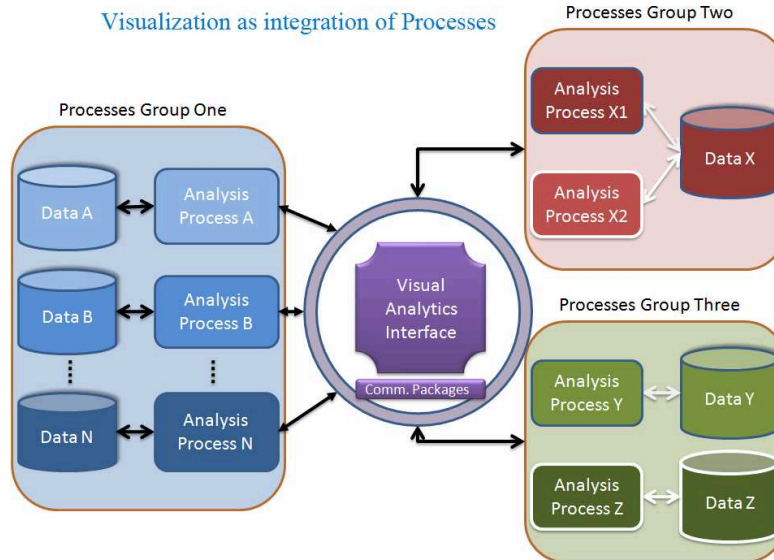 Visualization as integration of Processes
Processes Group One
Data A
Analysis
Process A
Data B
Analysis
Process B
Data N
Analysis
Process N
Visual
Analytics
Interface
Comm. Packages
Processes Group Two
Analysis
Process X1
Data X
Analysis
Process X2
Processes Group Three
Analysis
Process Y
Data Y
Analysis
Process Z
Data Z